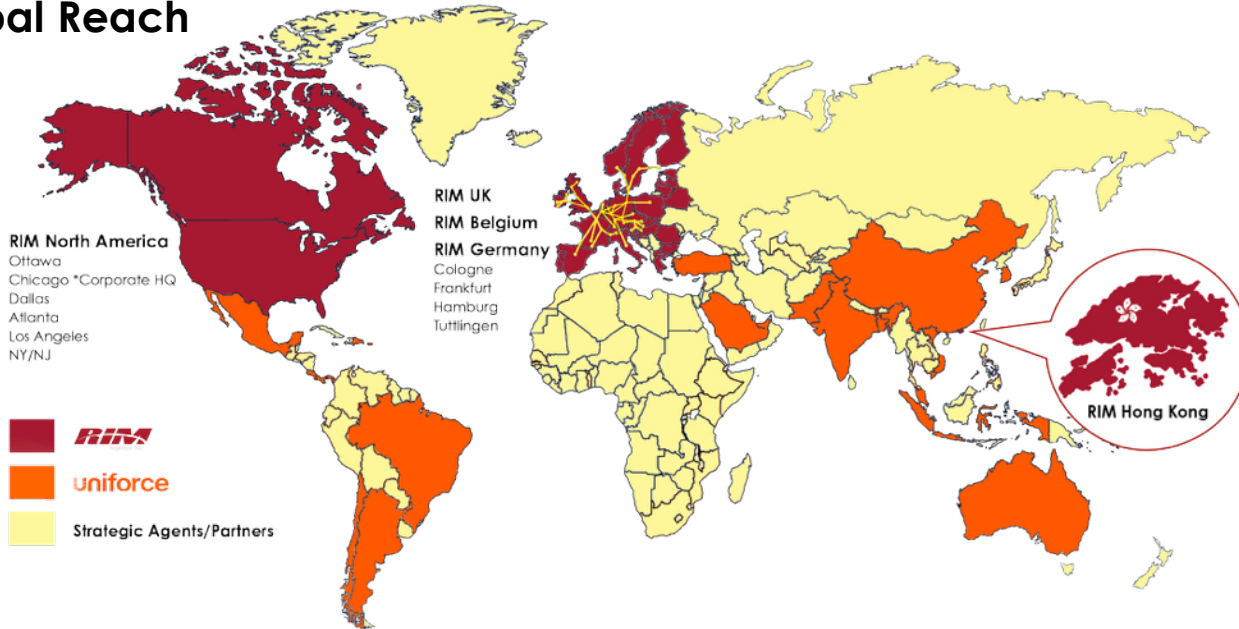 bal Reach
RIM North America
Ottawa
Chicago *Corporate HQ
Dallas
Atlanta
Los Angeles
NY/NJ
RIM UK
RIM Belgium
RIM Germany
Cologne
Frankfurt
Hamburg
Tuttlingen
RIM Hong Kong
RIM
uniforce
Strategic Agents/Partners